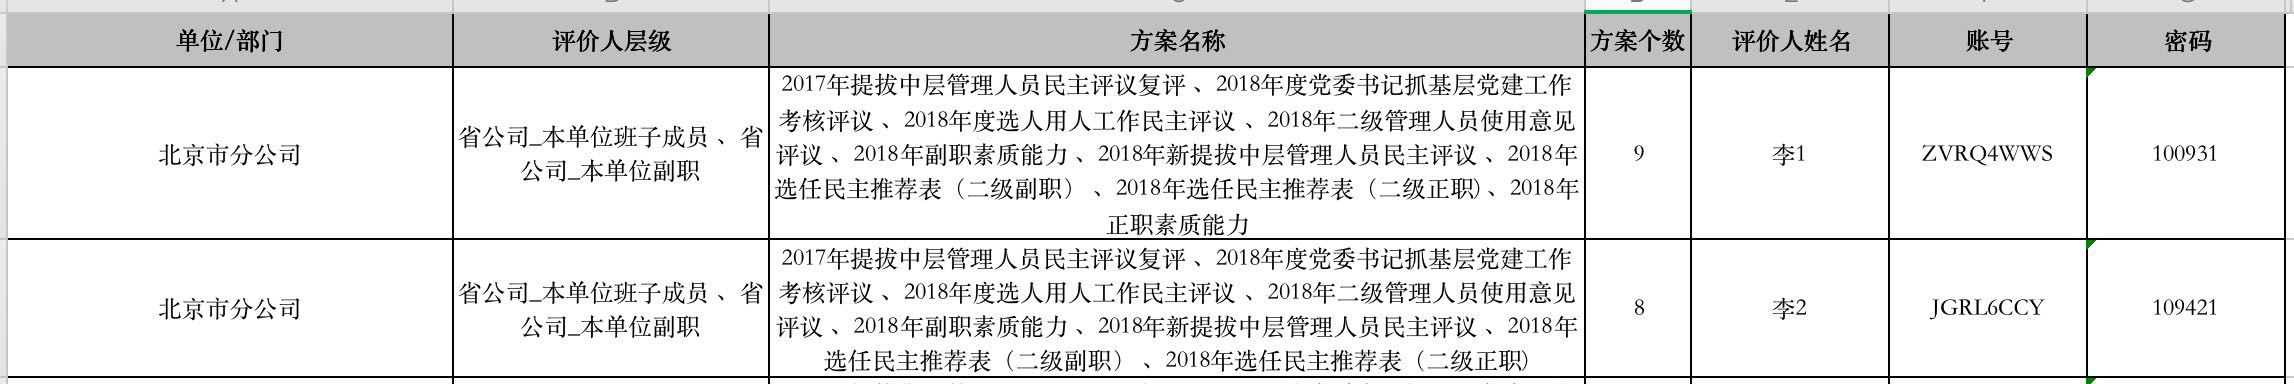 单位/部门
评价人层级
方案名称
方案个数
评价人姓名
账号
密码
北京市分公司
省公司_本单位班子成员、省
公司_本单位副职
2017年提拔中层管理人员民主评议复评、2018年度党委书记抓基层党建工作
考核评议、2018年度选人用人工作民主评议、2018年二级管理人员使用意见
评议、2018年副职素质能力、2018年新提拔中层管理人员民主评议、2018年
选任民主推荐表（二级副职）、2018年选任民主推荐表（二级正职)、2018年
正职素质能力
9
李1
ZVRQ4WWS
100931
北京市分公司
省公司_本单位班子成员、省
公司_本单位副职
2017年提拔中层管理人员民主评议复评、2018年度党委书记抓基层党建工作
考核评议、2018年度选人用人工作民主评议、2018年二级管理人员使用意见
评议、2018年副职素质能力、2018年新提拔中层管理人员民主评议、2018年
选任民主推荐表（二级副职）、2018年选任民主推荐表（二级正职)
8
李2
JGRL6CCY
109421